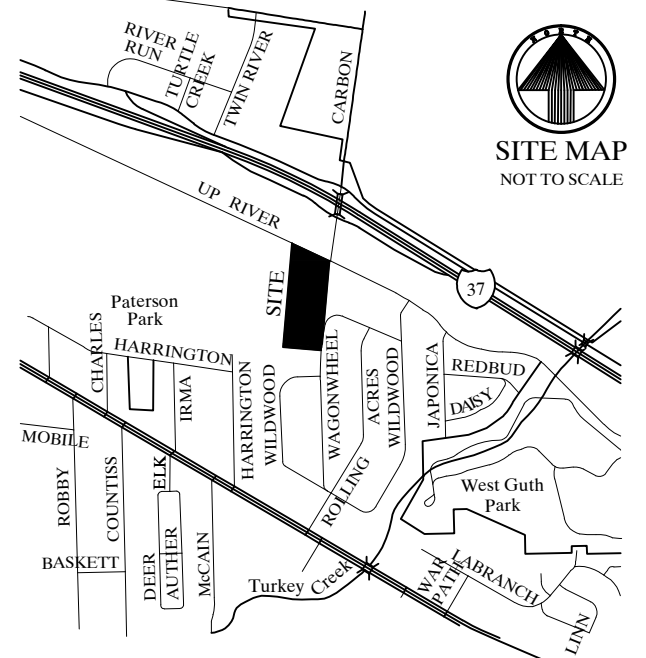 NORTH
SITE MAP
NOT TO SCALE
RIVER
RUN
TURTLE
CREEK
TWIN RIVER
CARBON
UP RIVER
37
SITE
Paterson
Park
CHARLES
HARRINGTON
IRMA
HARRINGTON
WILDWOOD
WAGONWHEEL
ACRES
WILDWOOD
JAPONICA
REDBUD
DAISY
MOBILE
ROBBY
COUNTISS
ELK
BASKETT
DEER
AUTHER
McCAIN
ROLLING
West Guth
Park
Turkey Creek
WAR
PATH
LABRANCH
LINN